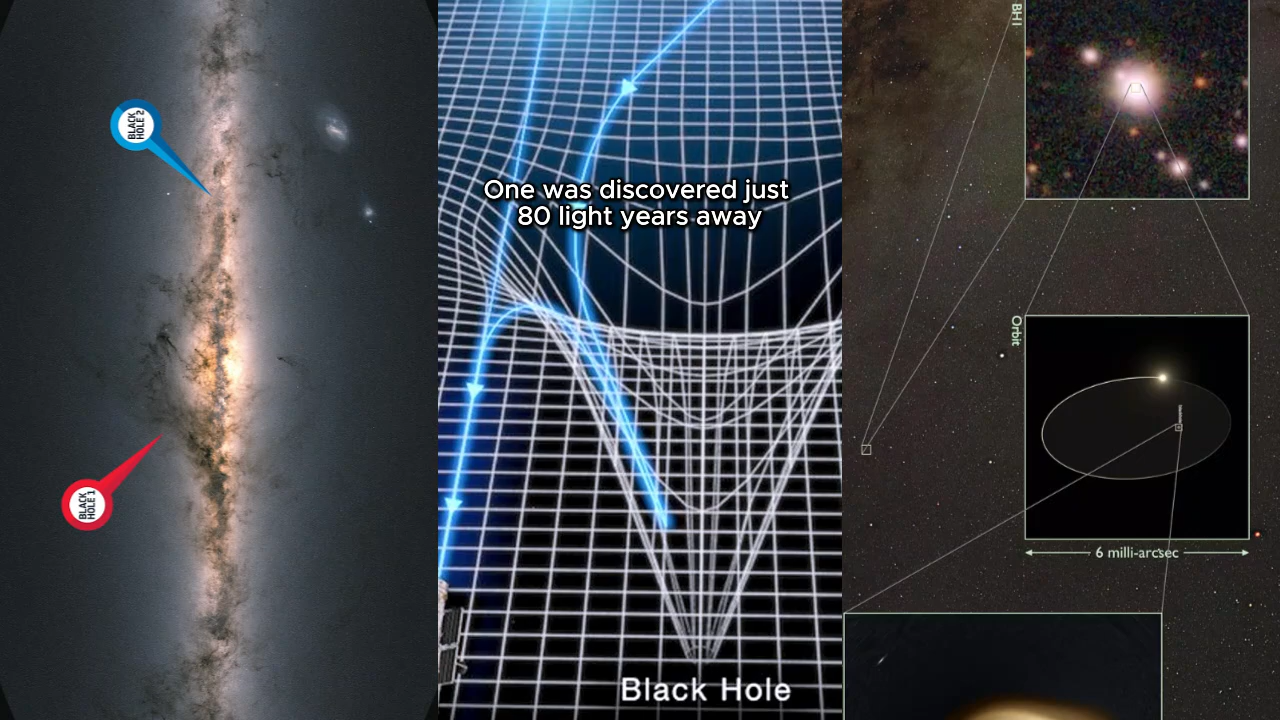 BLACK
HOLE 2
BLACK
HOLE 1
One was discovered just
80 light years away
Black Hole
BH1
Orbit
6 milli-arcsec